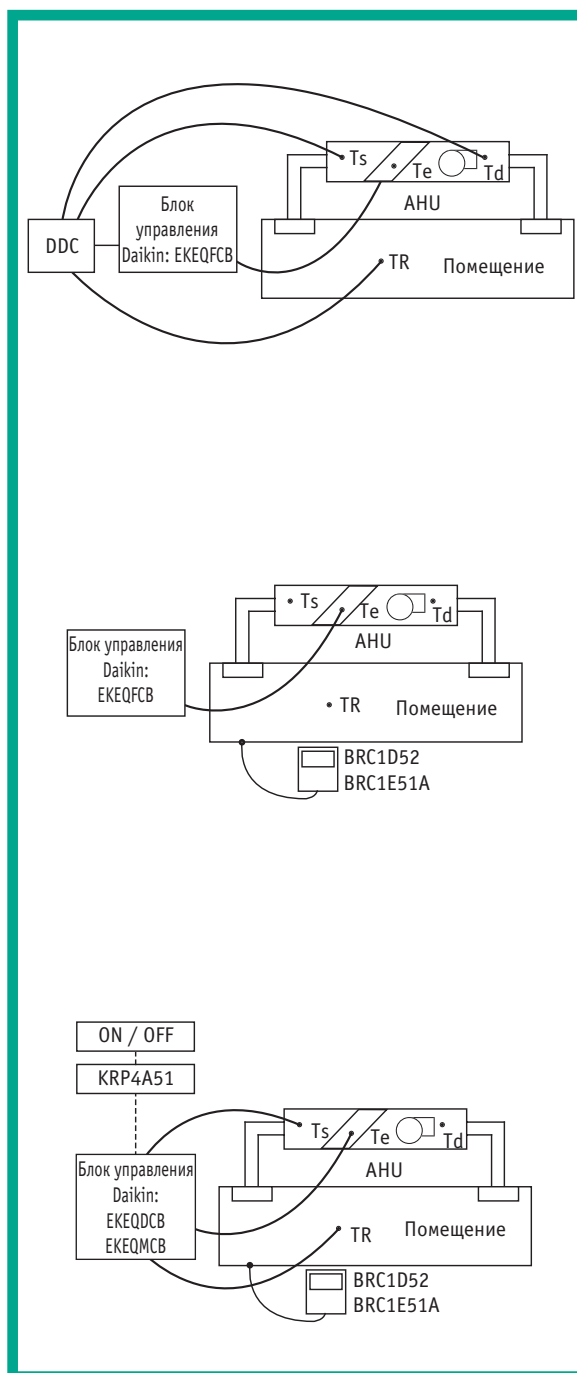 Ts
Te
Td
Блок
управления
Daikin: EKEQFCB
AHU
DDC
TR
Помещение
Ts
Te
Td
Блок управления
Daikin:
EKEQFCB
AHU
TR
Помещение
BRC1D52
BRC1E51A
ON / OFF
KRP4A51
Ts
Te
Td
Блок управления
Daikin:
EKEQDCB
EKEQMCB
AHU
TR
Помещение
BRC1D52
BRC1E51A